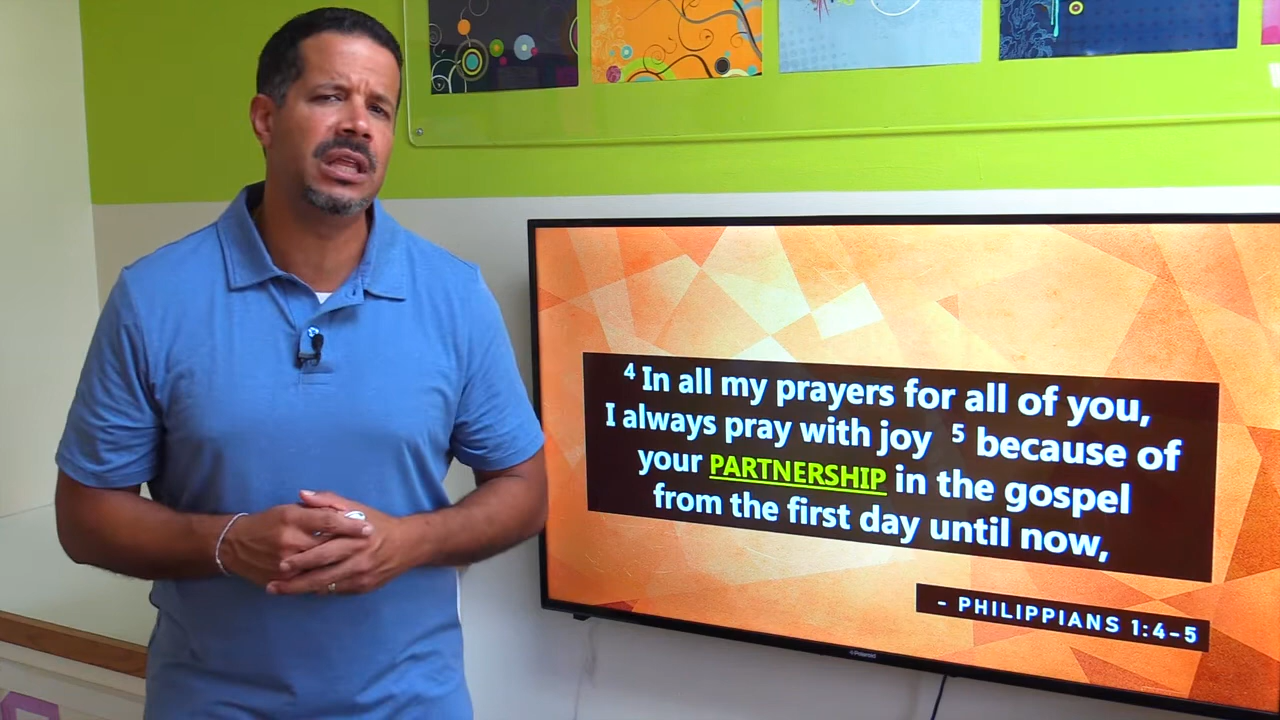 ⁴ In all my prayers for all of you,
I always pray with joy ⁵ because of
your PARTNERSHIP in the gospel
from the first day until now,
- PHILIPPIANS 1:4-5
Polaroid